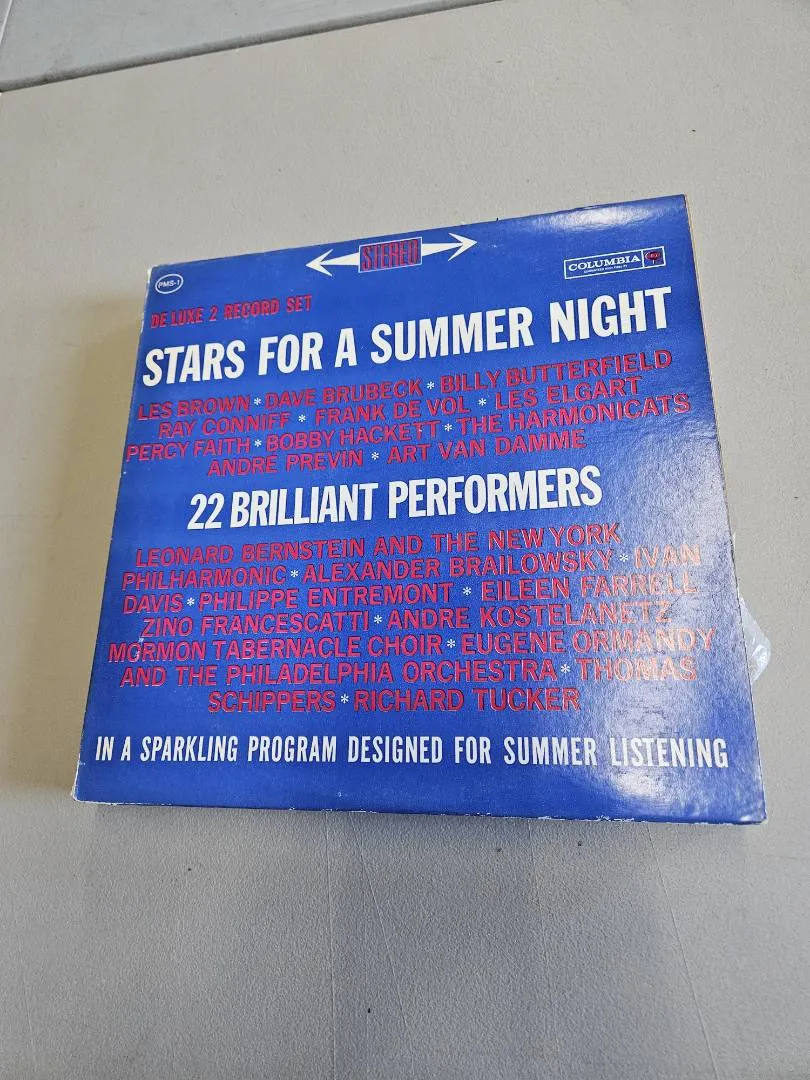 STEREO
PMS-1
COLUMBIA
DE LUXE 2 RECORD SET
STARS FOR A SUMMER NIGHT
LES BROWN * DAVE BRUBECK * BILLY BUTTERFIELD
RAY CONNIFF * FRANK DE VOL * LES ELGART
PERCY FAITH * BOBBY HACKETT * THE HARMONICATS
ANDRÉ PREVIN * ART VAN DAMME
22 BRILLIANT PERFORMERS
LEONARD BERNSTEIN AND THE NEW YORK
PHILHARMONIC * ALEXANDER BRAILOWSKY * IVAN
DAVIS * PHILIPPE ENTREMONT * EILEEN FARRELL
ZINO FRANCESCATTI * ANDRE KOSTELANETZ
MORMON TABERNACLE CHOIR * EUGENE ORMANDY
AND THE PHILADELPHIA ORCHESTRA * THOMAS
SCHIPPERS * RICHARD TUCKER
IN A SPARKLING PROGRAM DESIGNED FOR SUMMER LISTENING